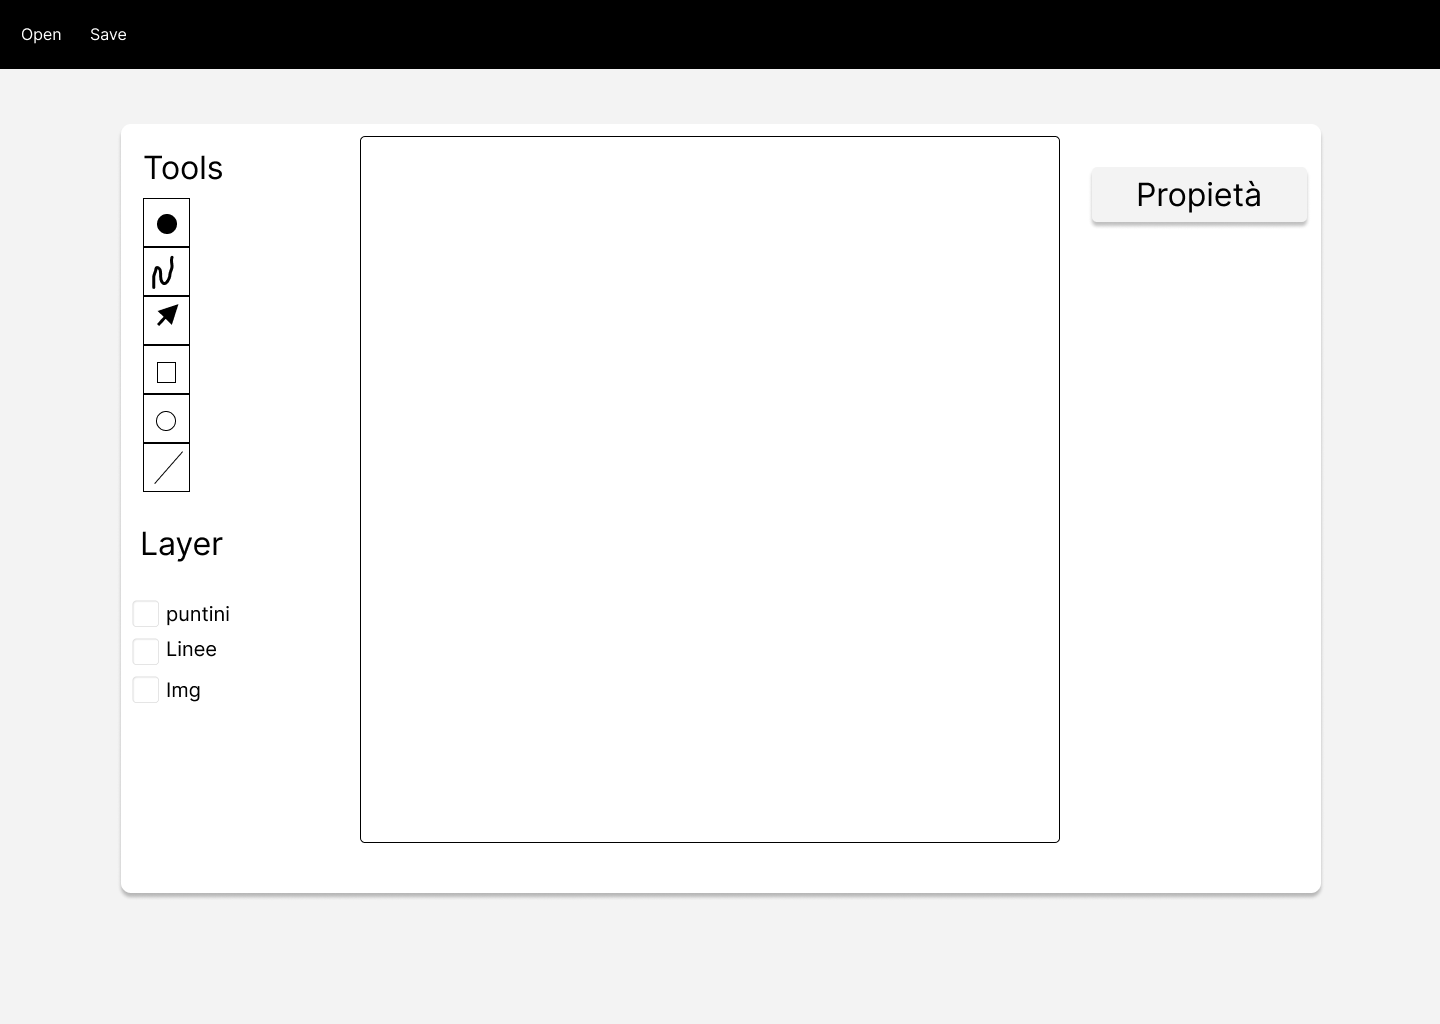 Open Save
Tools
Propietà
Layer
puntini
Linee
Img